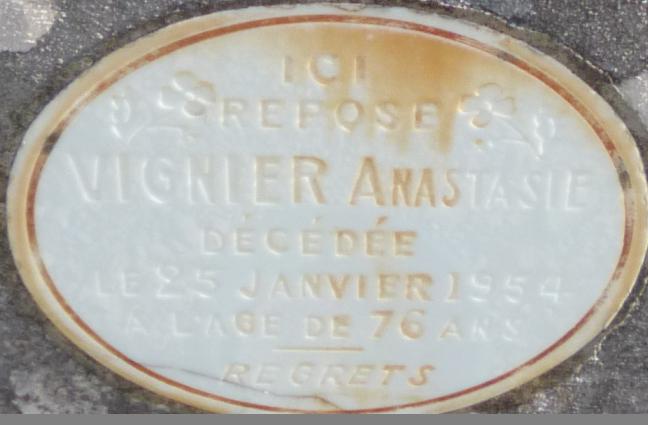 ICI
REPOSE
VIGNIER ANASTASIE
DÉCÉDÉE
LE 25 JANVIER 1954
A L'AGE DE 76 ANS
REGRETS